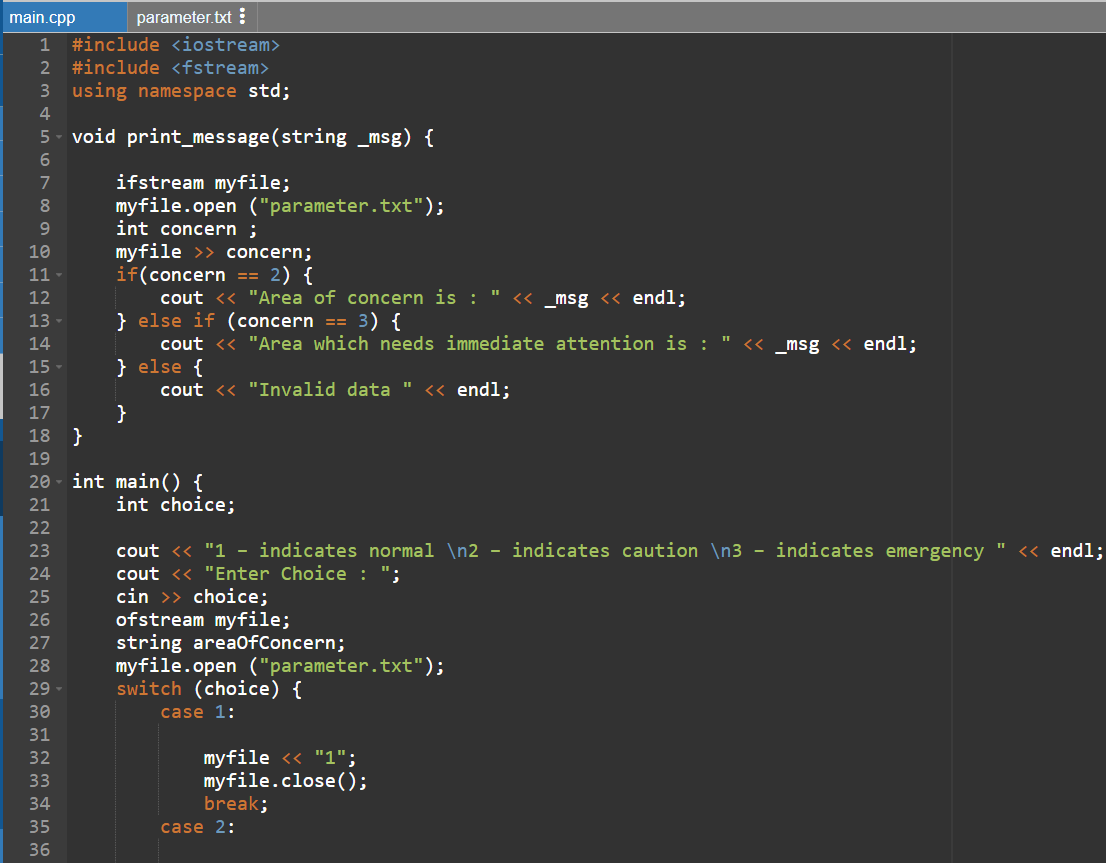 main.cpp
parameter.txt
1 #include <iostream>
2 #include <fstream>
3 using namespace std;
4
5 void print_message(string _msg) {
6
7 ifstream myfile;
8 myfile.open ("parameter.txt");
9 int concern ;
10 myfile >> concern;
11 if(concern == 2) {
12 cout << "Area of concern is : " << _msg << endl;
13 } else if (concern == 3) {
14 cout << "Area which needs immediate attention is : " << _msg << endl;
15 } else {
16 cout << "Invalid data " << endl;
17 }
18 }
19
20 int main() {
21 int choice;
22
23 cout << "1 – indicates normal \n2 – indicates caution \n3 – indicates emergency " << endl;
24 cout << "Enter Choice : ";
25 cin >> choice;
26 ofstream myfile;
27 string areaOfConcern;
28 myfile.open ("parameter.txt");
29 switch (choice) {
30 case 1:
31
32 myfile << "1";
33 myfile.close();
34 break;
35 case 2:
36